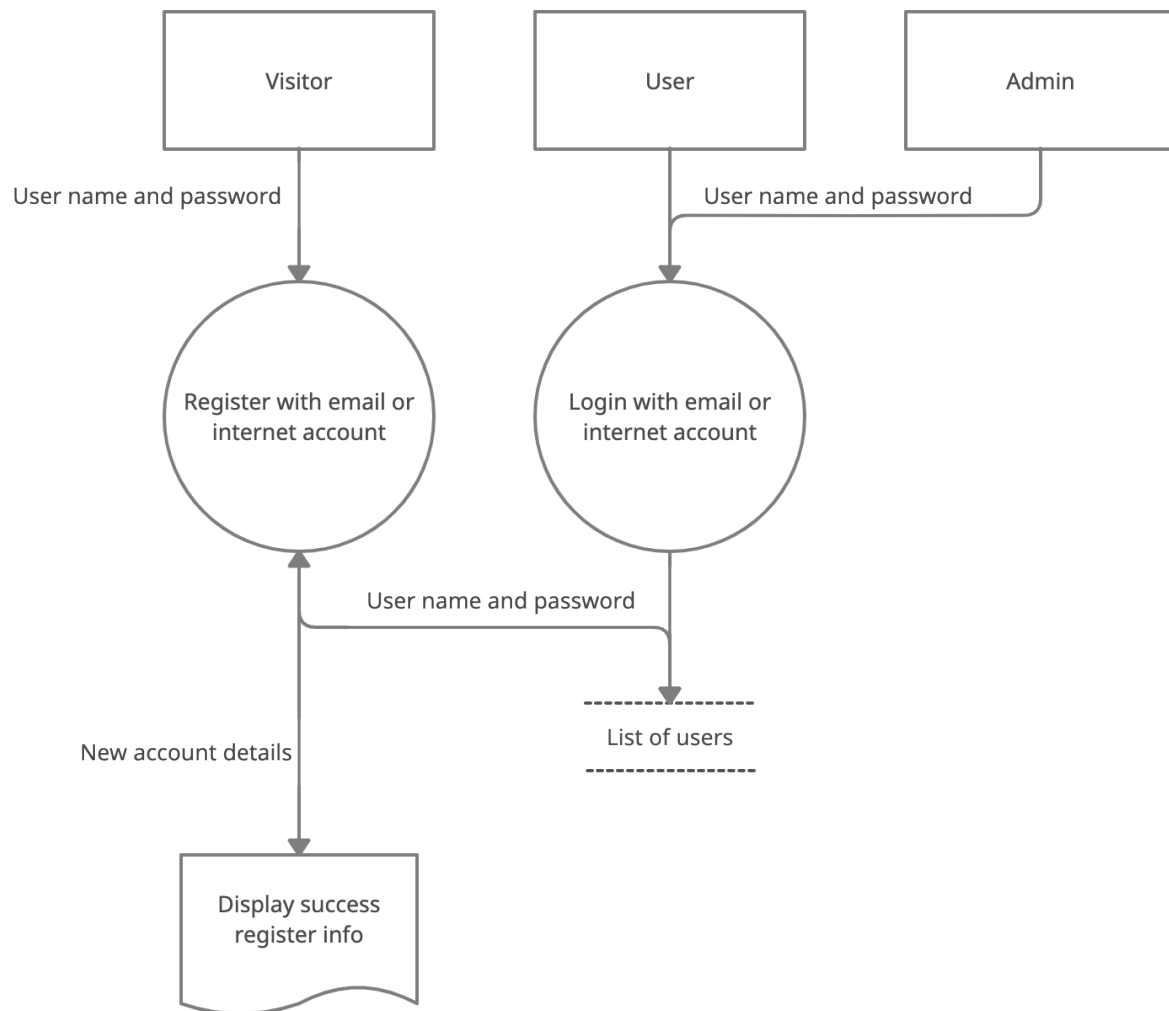 Visitor
User
Admin
User name and password
User name and password
Register with email or
internet account
Login with email or
internet account
User name and password
List of users
New account details
Display success
register info